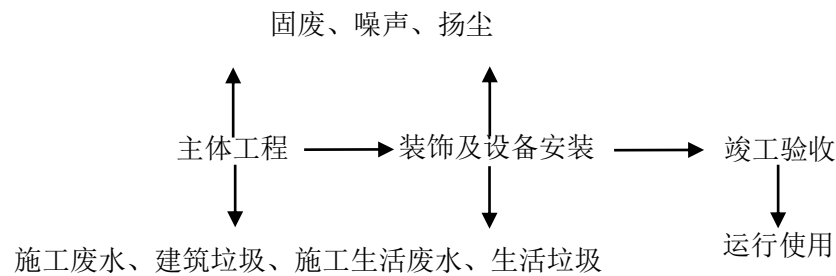 固废、噪声、扬尘
主体工程
装饰及设备安装
竣工验收
施工废水、建筑垃圾、施工生活废水、生活垃圾
运行使用